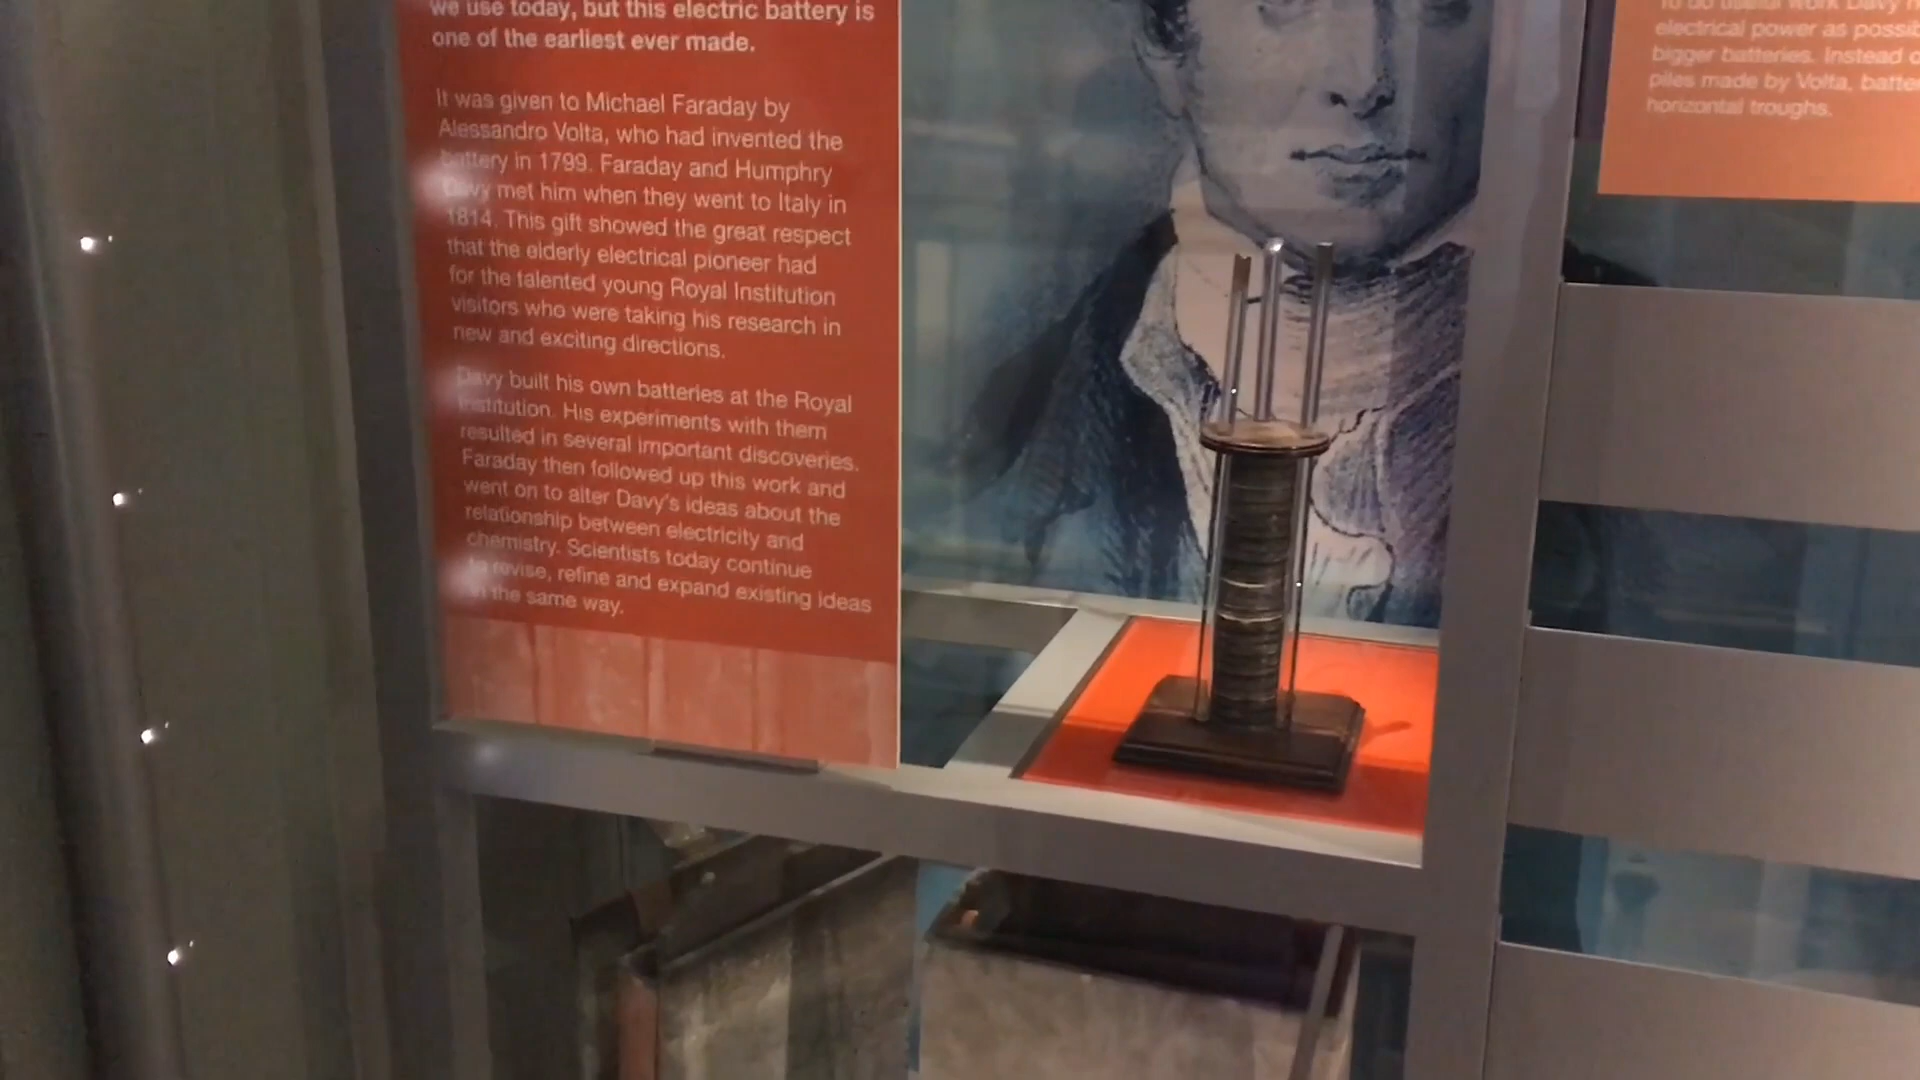 we use today, but this electric battery is
one of the earliest ever made.
It was given to Michael Faraday by
Alessandro Volta, who had invented the
battery in 1799. Faraday and Humphry
Davy met him when they went to Italy in
1814. This gift showed the great respect
that the elderly electrical pioneer had
for the talented young Royal Institution
visitors who were taking his research in
new and exciting directions.
Davy built his own batteries at the Royal
Institution. His experiments with them
resulted in several important discoveries.
Faraday then followed up this work and
went on to alter Davy's ideas about the
relationship between electricity and
chemistry. Scientists today continue
to revise, refine and expand existing ideas
in the same way.
To do useful work Davy
electrical power as
bigger batteries. Instead
piles made by Volta,
horizontal troughs.